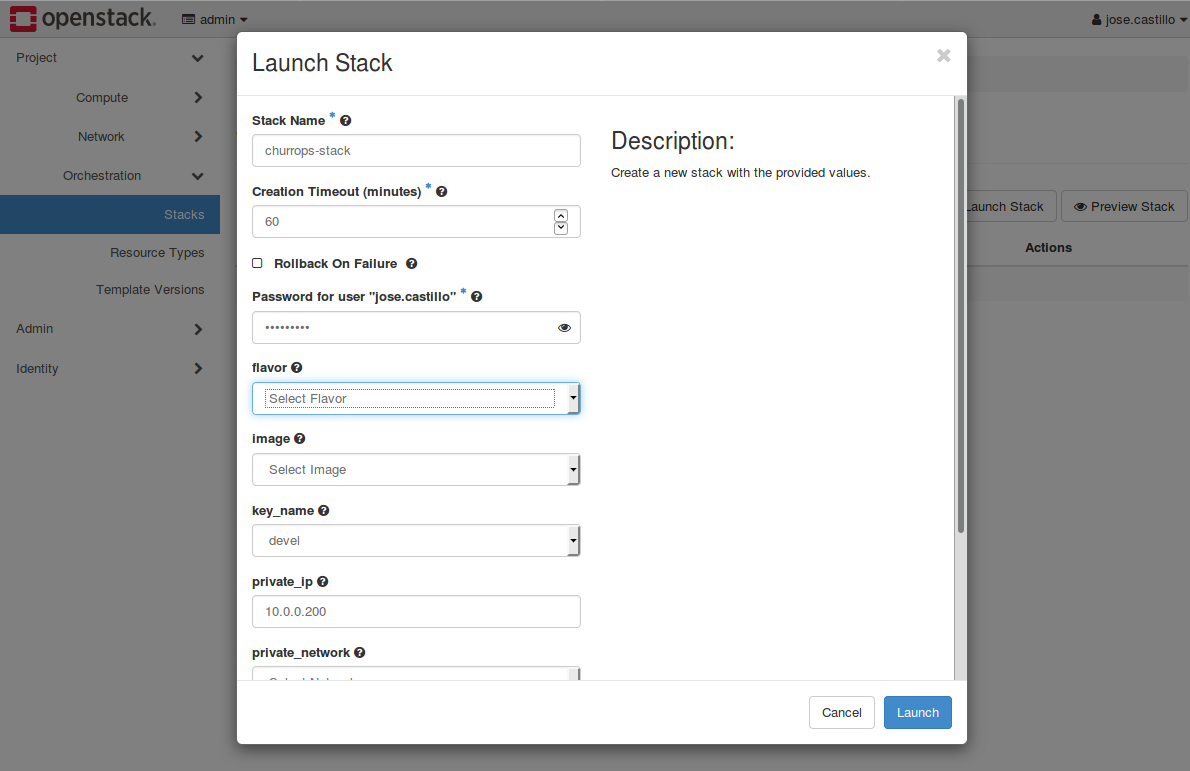 openstack.
admin
jose.castillo
Project
Compute
Network
Orchestration
Stacks
Resource Types
Template Versions
Admin
Identity
Launch Stack
Preview Stack
Actions
Launch Stack
×
Stack Name *
churrops-stack
Creation Timeout (minutes) *
60
Rollback On Failure
Password for user "jose.castillo" *
•••••••••
flavor
Select Flavor
image
Select Image
key_name
devel
private_ip
10.0.0.200
private_network
Description:
Create a new stack with the provided values.
Cancel
Launch